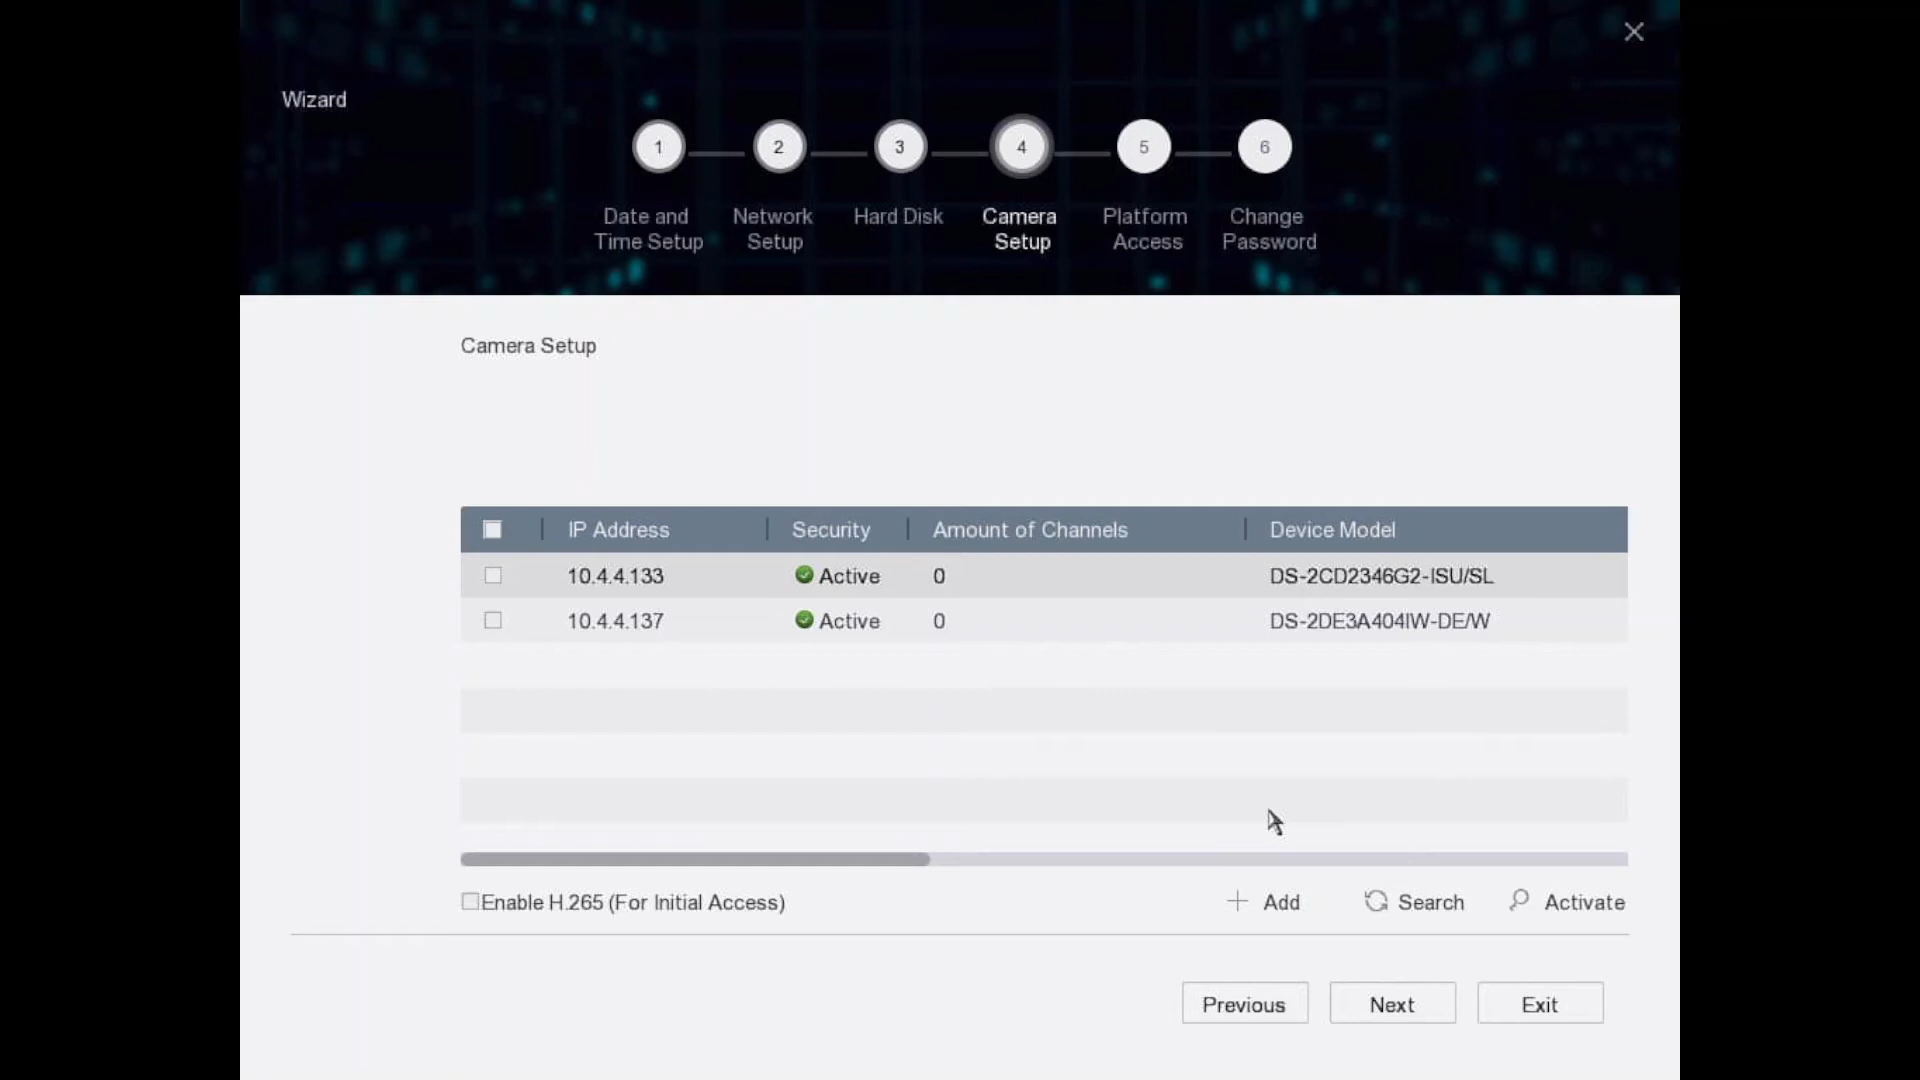 Wizard
1 2 3 4 5 6
Date and Time Setup
Network Setup
Hard Disk
Camera Setup
Platform Access
Change Password
Camera Setup
IP Address Security Amount of Channels Device Model
10.4.4.133 Active 0 DS-2CD2346G2-ISU/SL
10.4.4.137 Active 0 DS-2DE3A404IW-DE/W
Enable H.265 (For Initial Access) Add Search Activate
Previous Next Exit